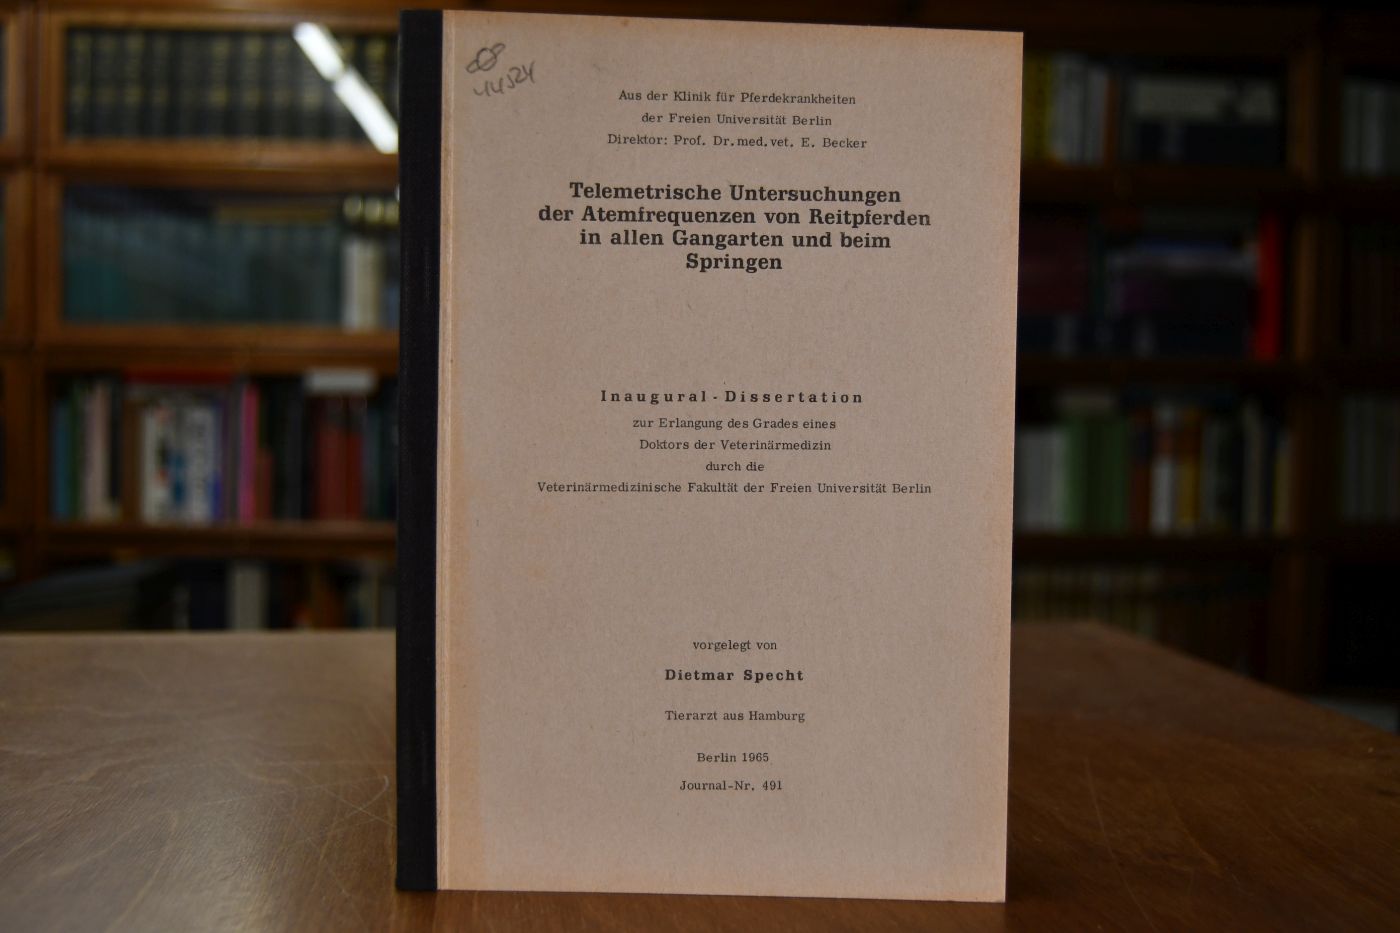 44524
Aus der Klinik für Pferdekrankheiten
der Freien Universität Berlin
Direktor: Prof. Dr. med. vet. E. Becker
Telemetrische Untersuchungen
der Atemfrequenzen von Reitpferden
in allen Gangarten und beim
Springen
Inaugural - Dissertation
zur Erlangung des Grades eines
Doktors der Veterinärmedizin
durch die
Veterinärmedizinische Fakultät der Freien Universität Berlin
vorgelegt von
Dietmar Specht
Tierarzt aus Hamburg
Berlin 1965
Journal-Nr. 491